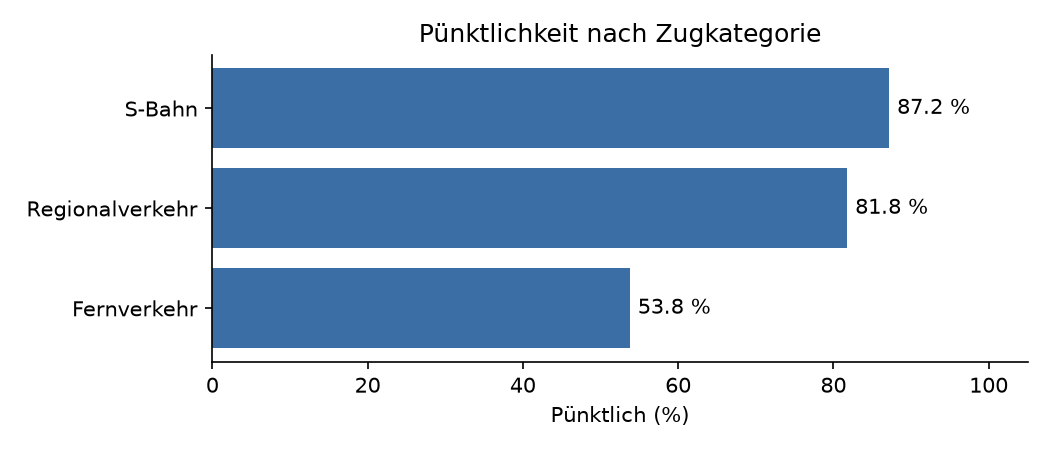 Pünktlichkeit nach Zugkategorie
S-Bahn
87.2 %
Regionalverkehr
81.8 %
Fernverkehr
53.8 %
0 20 40 60 80 100
Pünktlich (%)